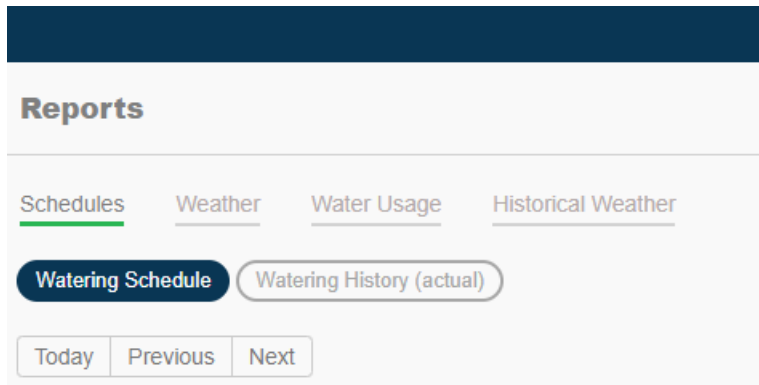 Reports
Schedules Weather Water Usage Historical Weather
Watering Schedule Watering History (actual)
Today Previous Next